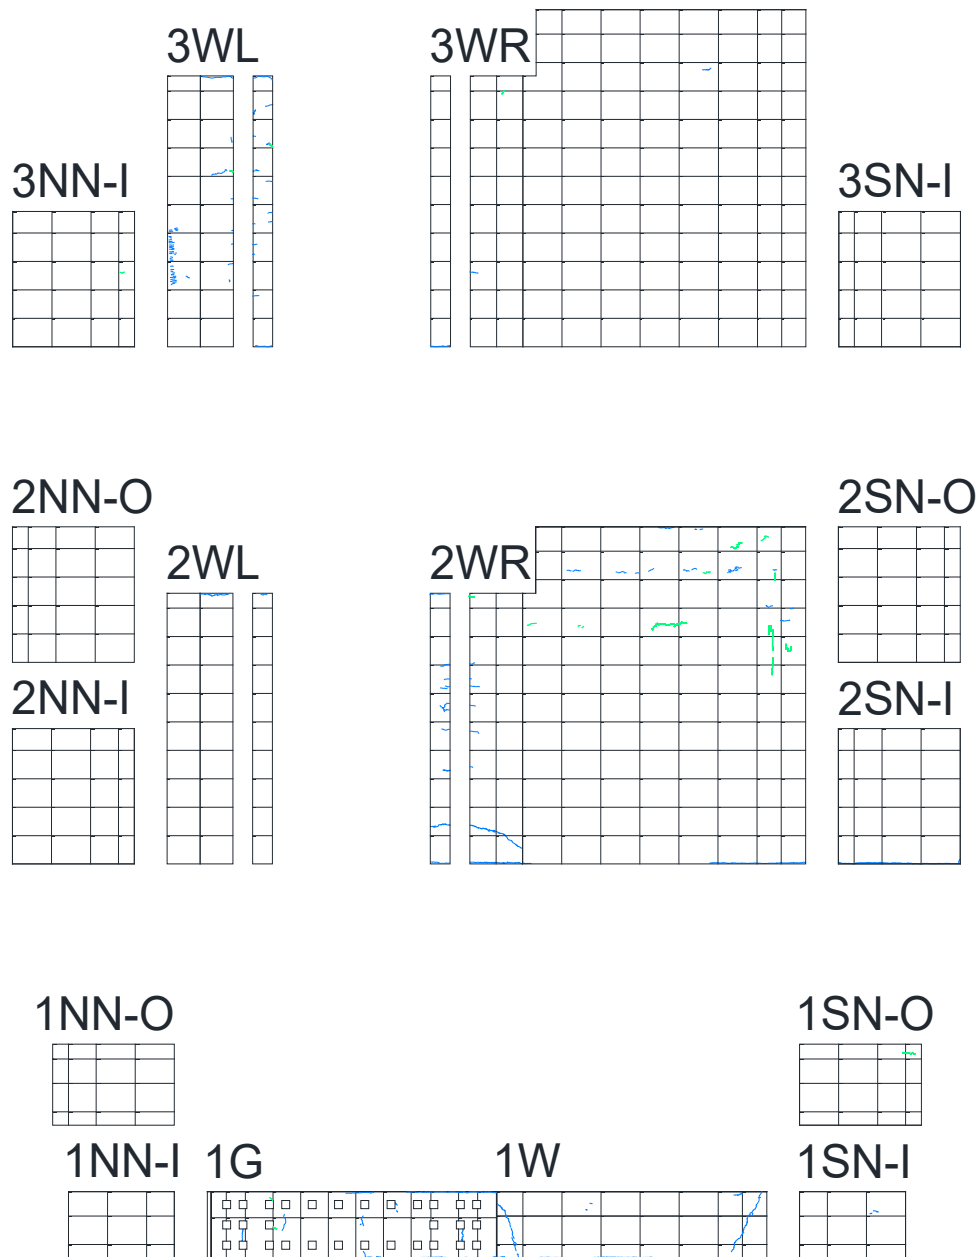 3WL
3WR
3NN-I
3SN-I
2NN-O
2SN-O
2WL
2WR
2NN-I
2SN-I
1NN-O
1SN-O
1NN-I
1G
1W
1SN-I